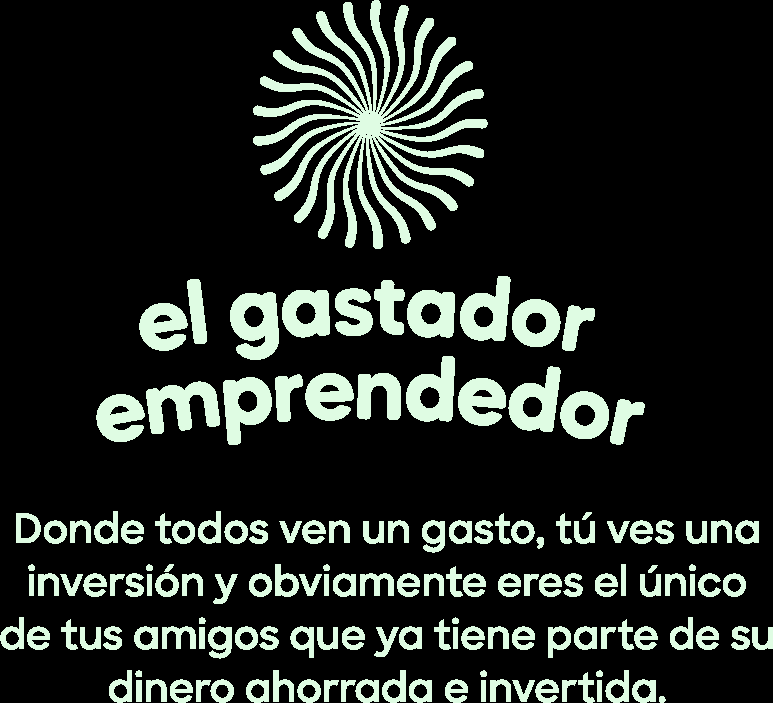 el gastador
emprendedor
Donde todos ven un gasto, tú ves una
inversión y obviamente eres el único
de tus amigos que ya tiene parte de su
dinero ahorrada e invertida.